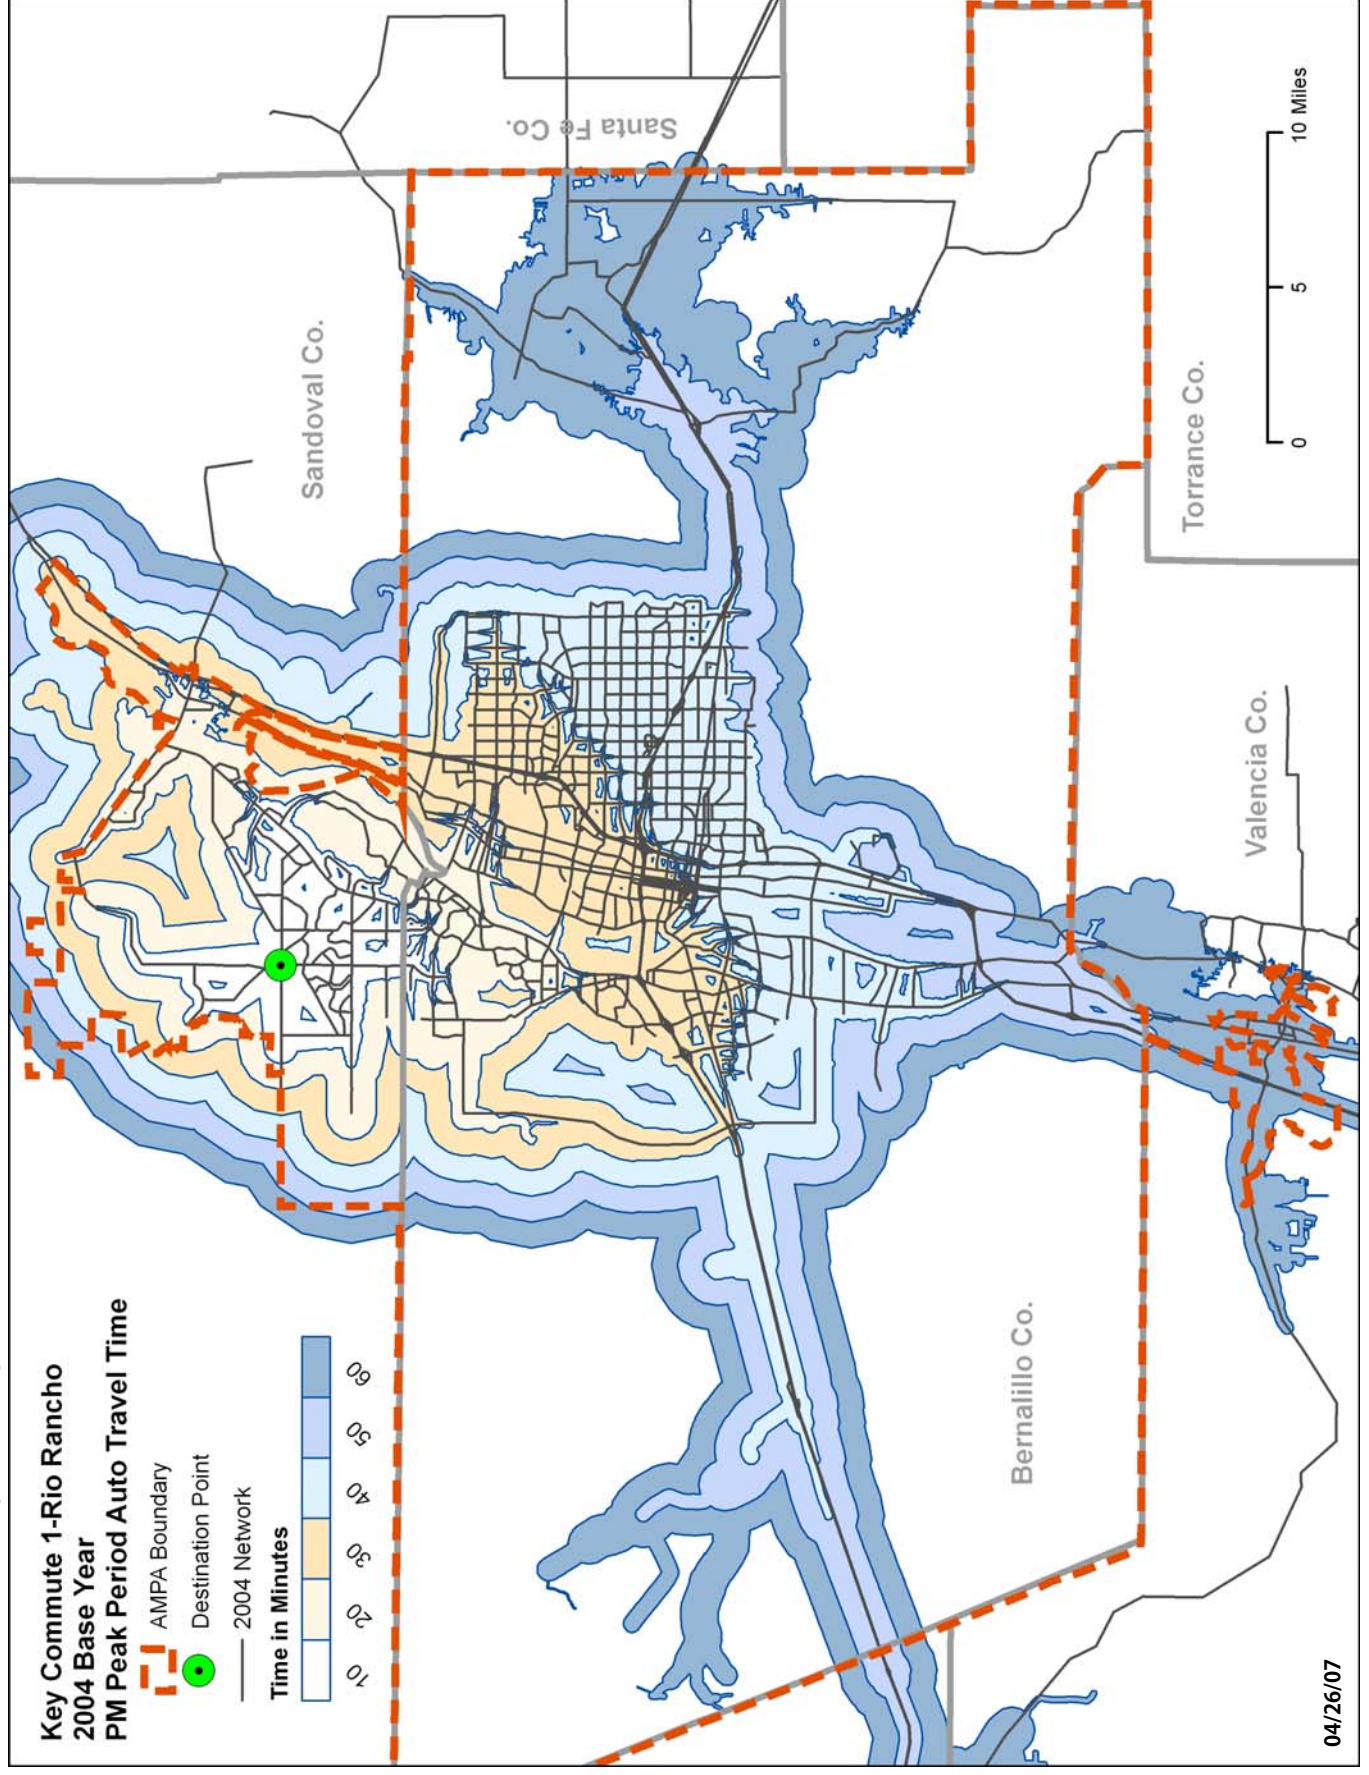 Key Commute 1-Rio Rancho
2004 Base Year
PM Peak Period Auto Travel Time
AMPA Boundary
Destination Point
2004 Network
Time in Minutes
10 20 30 40 50 60
Sandoval Co.
Santa Fe Co.
Bernalillo Co.
Valencia Co.
Torrance Co.
0 5 10 Miles
04/26/07